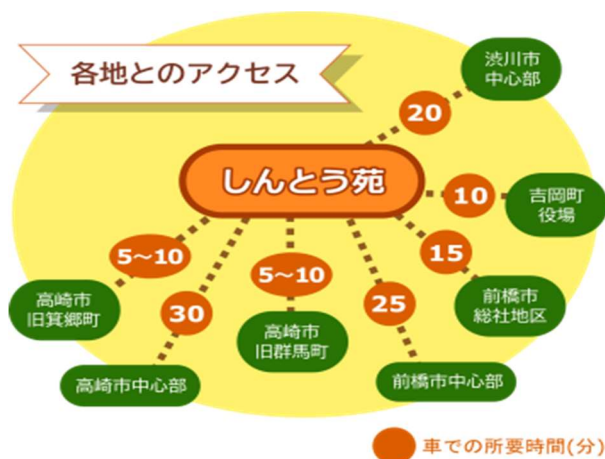 各地とのアクセス
渋川市
中心部
20
しんとう苑
10
吉岡町
役場
5~10
30
5~10
25
15
高崎市
旧箕郷町
高崎市
旧群馬町
前橋市
総社地区
高崎市中心部
前橋市中心部
車での所要時間(分)